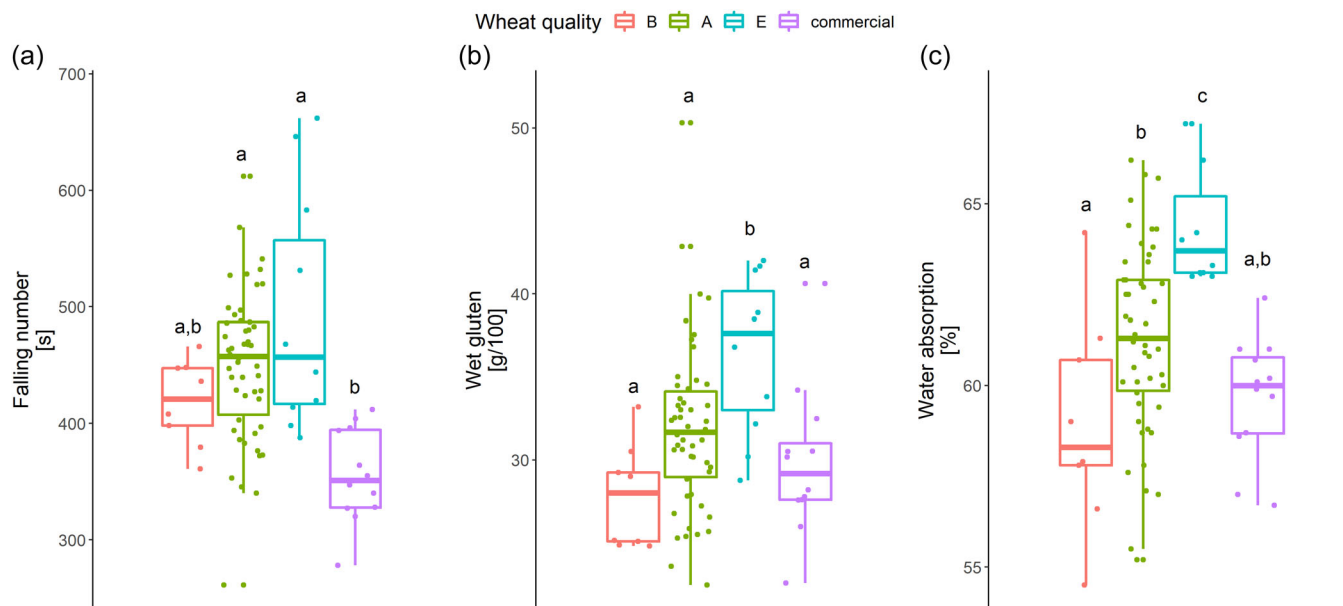 Wheat quality B A E commercial
(a)
Falling number
[s]
700
600
500
400
300
a,b
a
a
b
(b)
Wet gluten
[g/100]
50
40
30
a
a
b
a
(c)
Water absorption
[%]
65
60
55
a
b
c
a,b